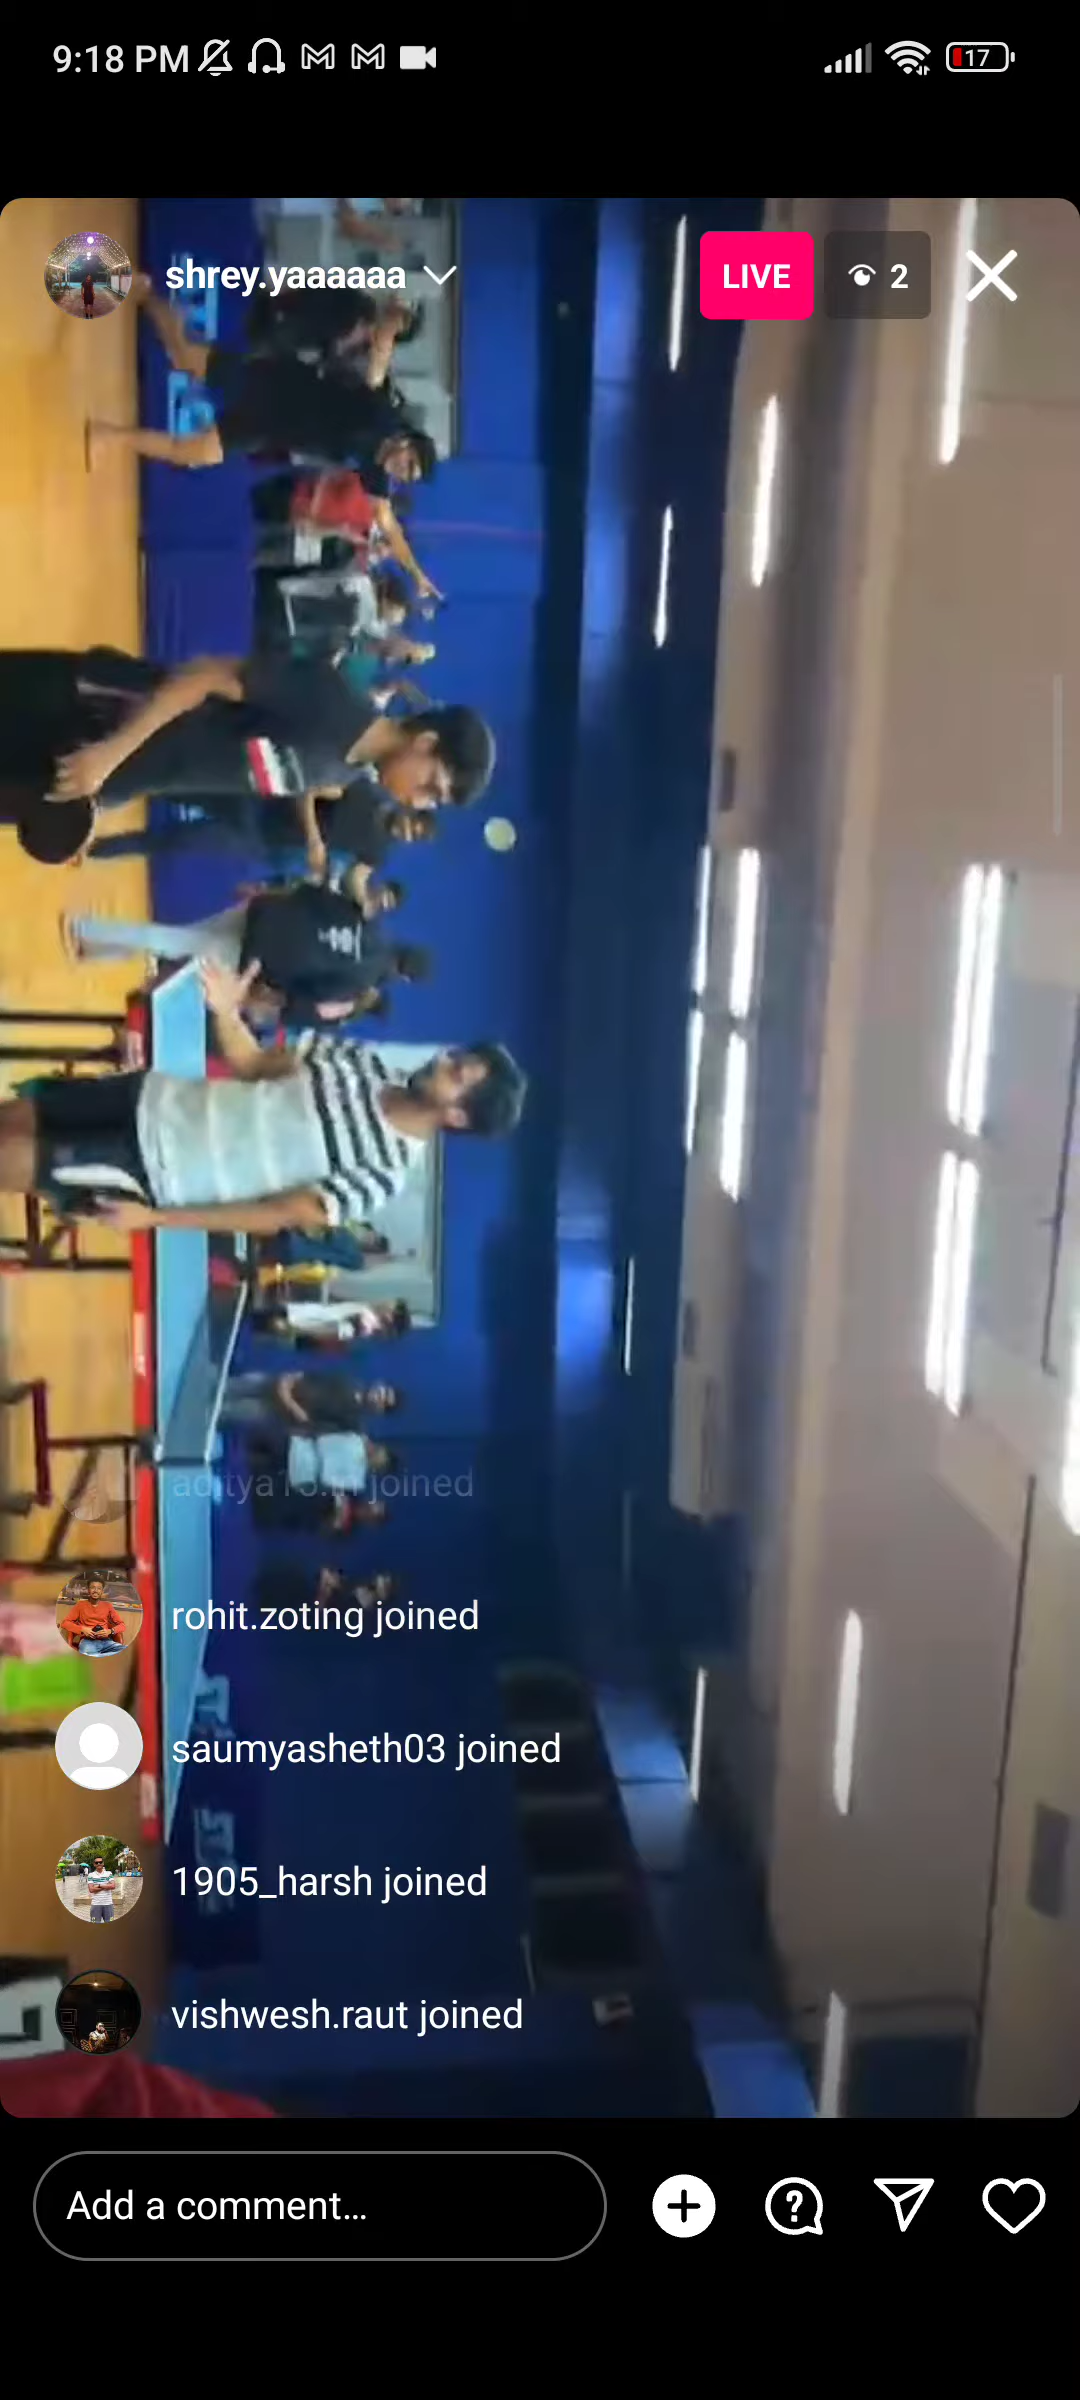 9:18 PM
17
shrey.yaaaaaa
LIVE
2
rohit.zoting joined
saumyasheth03 joined
1905_harsh joined
vishwesh.raut joined
Add a comment...